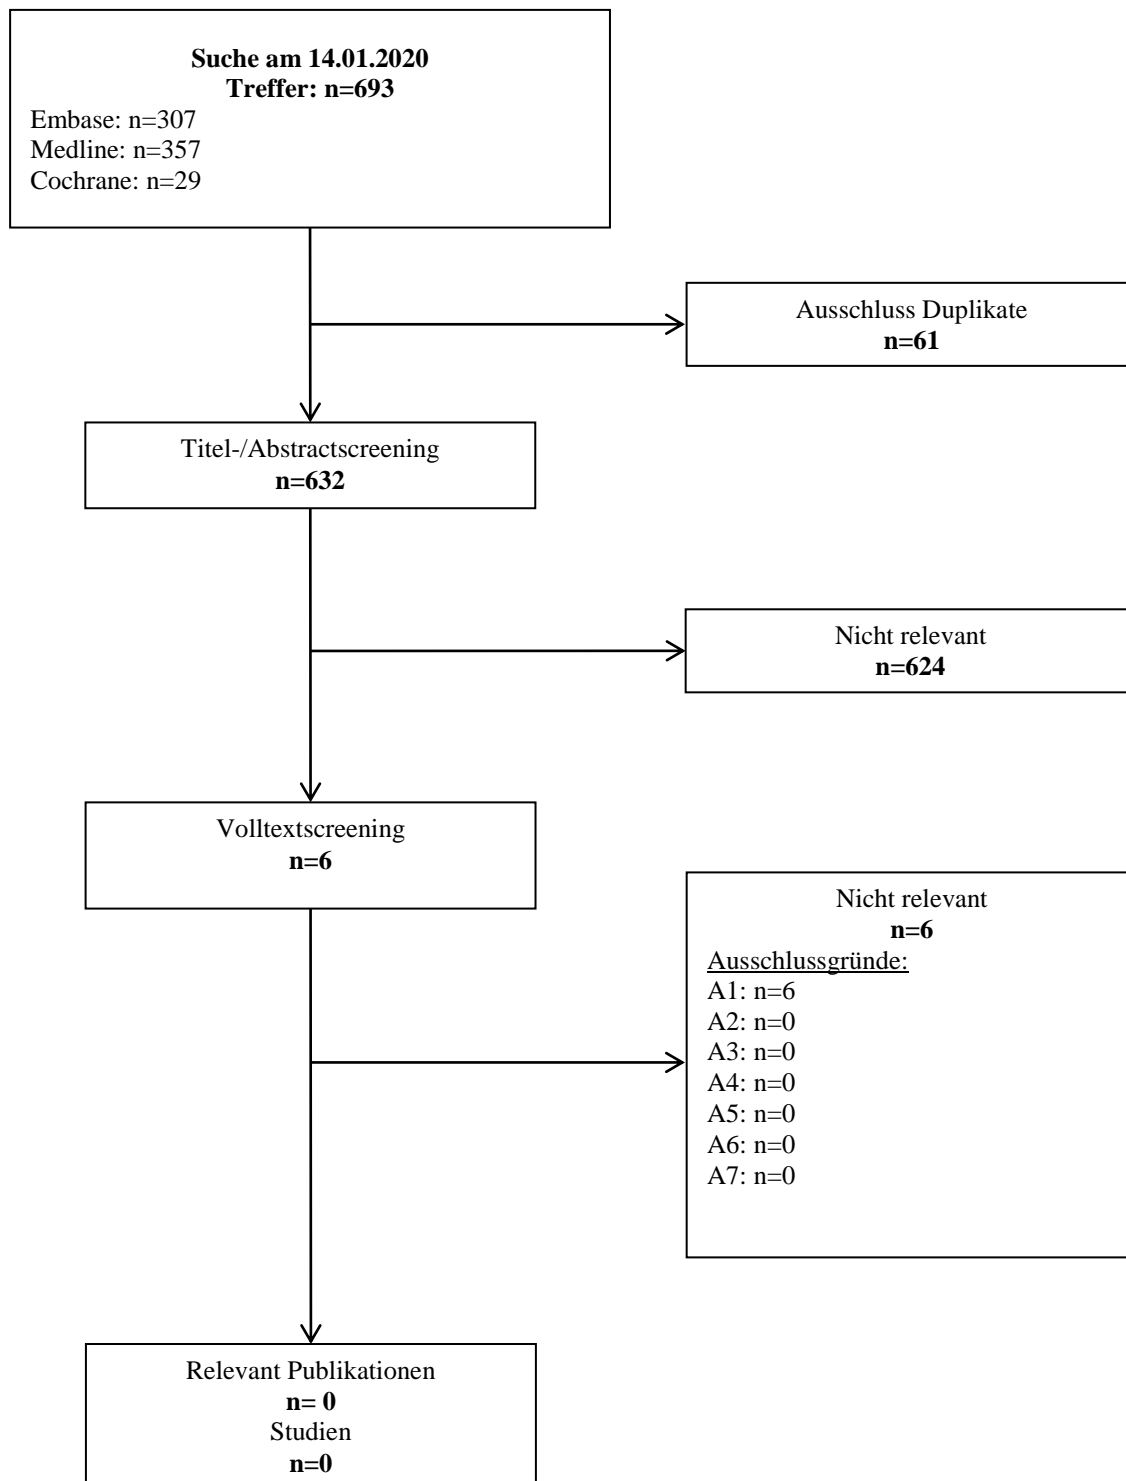 Suche am 14.01.2020
Treffer: n=693
Embase: n=307
Medline: n=357
Cochrane: n=29
Ausschluss Duplikate
n=61
Titel-/Abstractscreening
n=632
Nicht relevant
n=624
Volltextscreening
n=6
Nicht relevant
n=6
Ausschlussgründe:
A1: n=6
A2: n=0
A3: n=0
A4: n=0
A5: n=0
A6: n=0
A7: n=0
Relevant Publikationen
n= 0
Studien
n=0